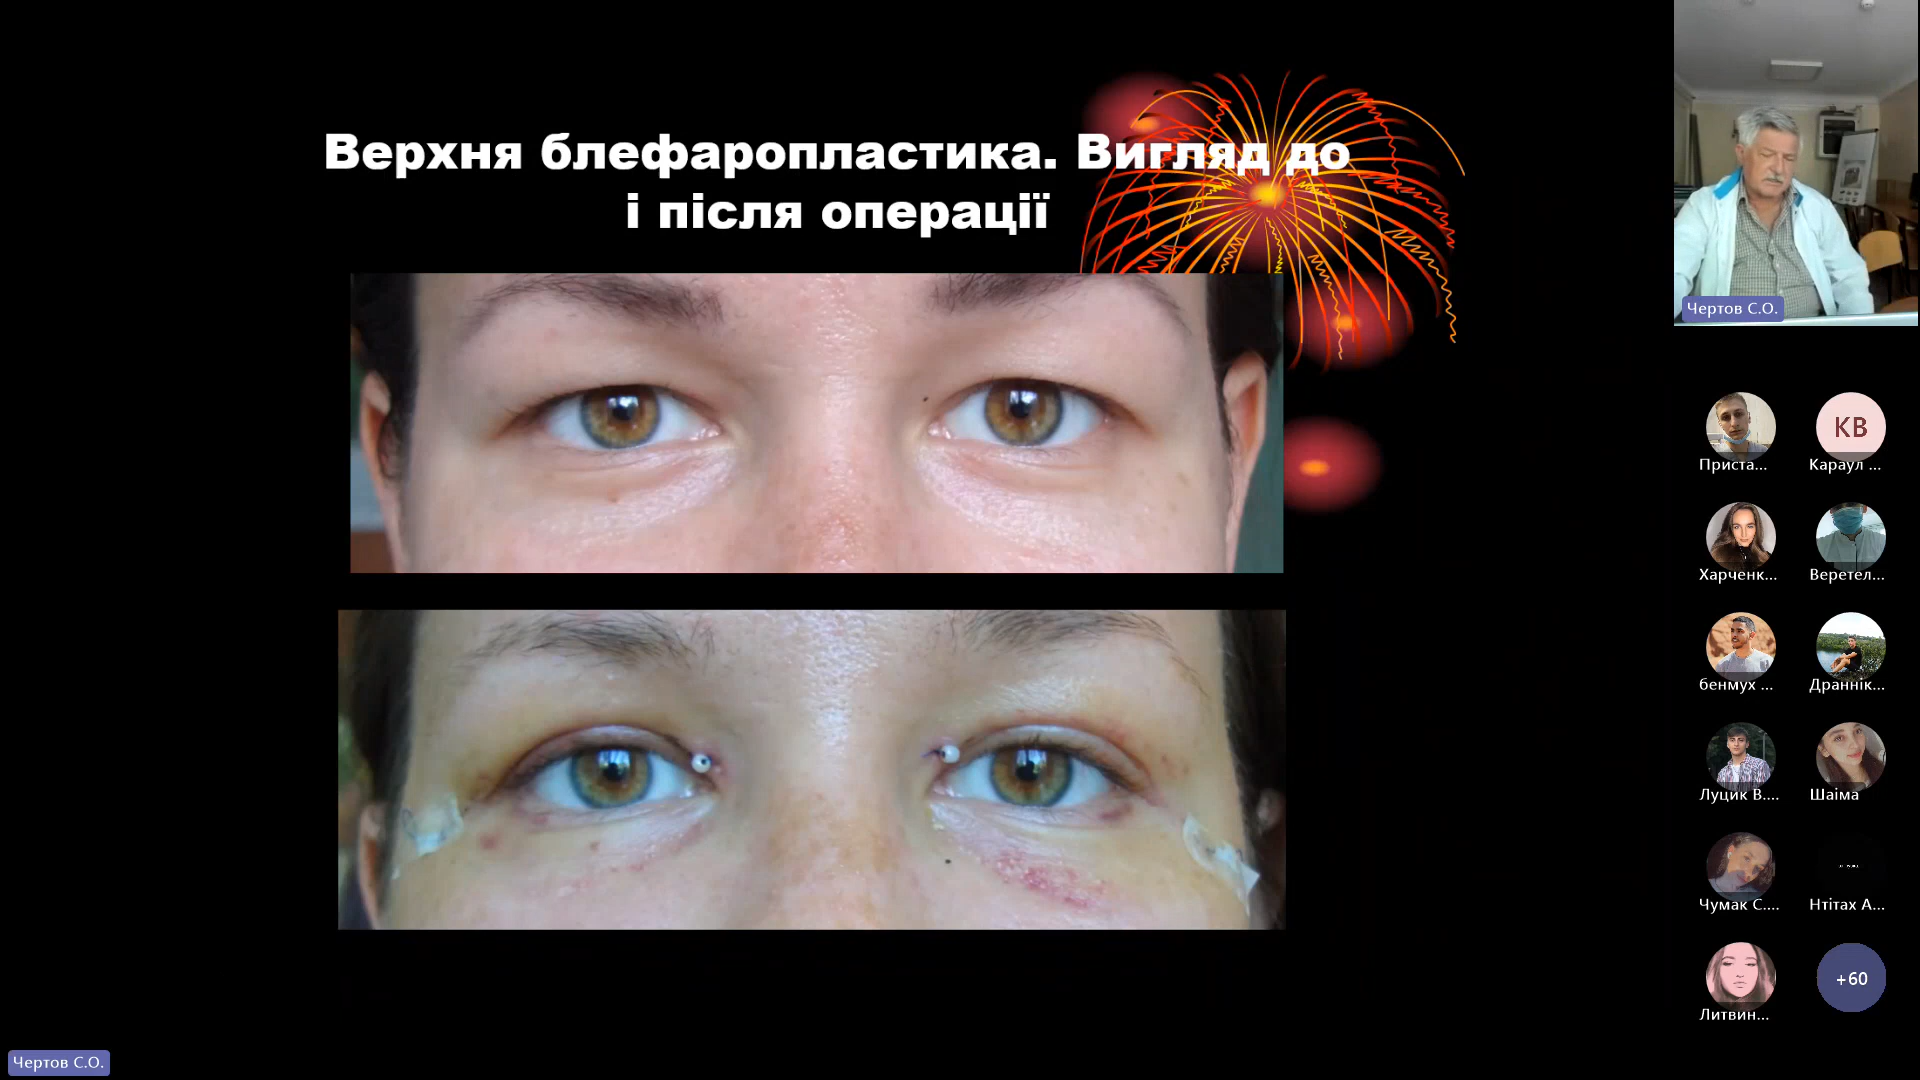 Верхня блефаропластика. Вигляд до
і після операції
Чертов С.О.
Приста...
КВ
Караул ...
Харченк...
Веретел...
бенмух ...
Драннік...
Луцик В....
Шаіма
Чумак С....
Нтітах А...
Литвин...
+60
Чертов С.О.